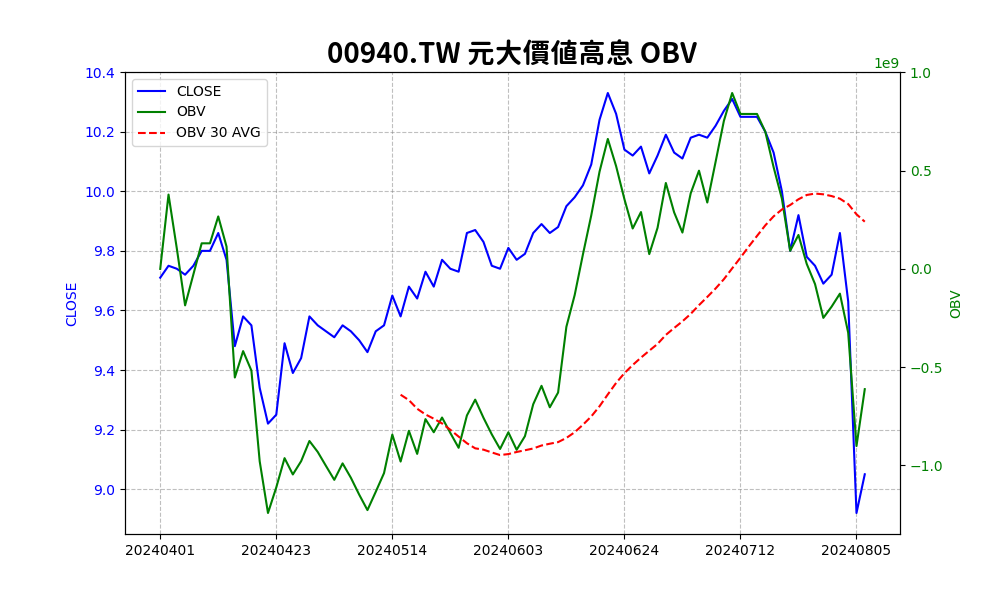 00940.TW 元大價值高息 OBV
1e9
CLOSE
OBV
OBV 30 AVG
10.4
10.2
10.0
9.8
9.6
9.4
9.2
9.0
CLOSE
1.0
0.5
0.0
−0.5
−1.0
OBV
20240401 20240423 20240514 20240603 20240624 20240712 20240805